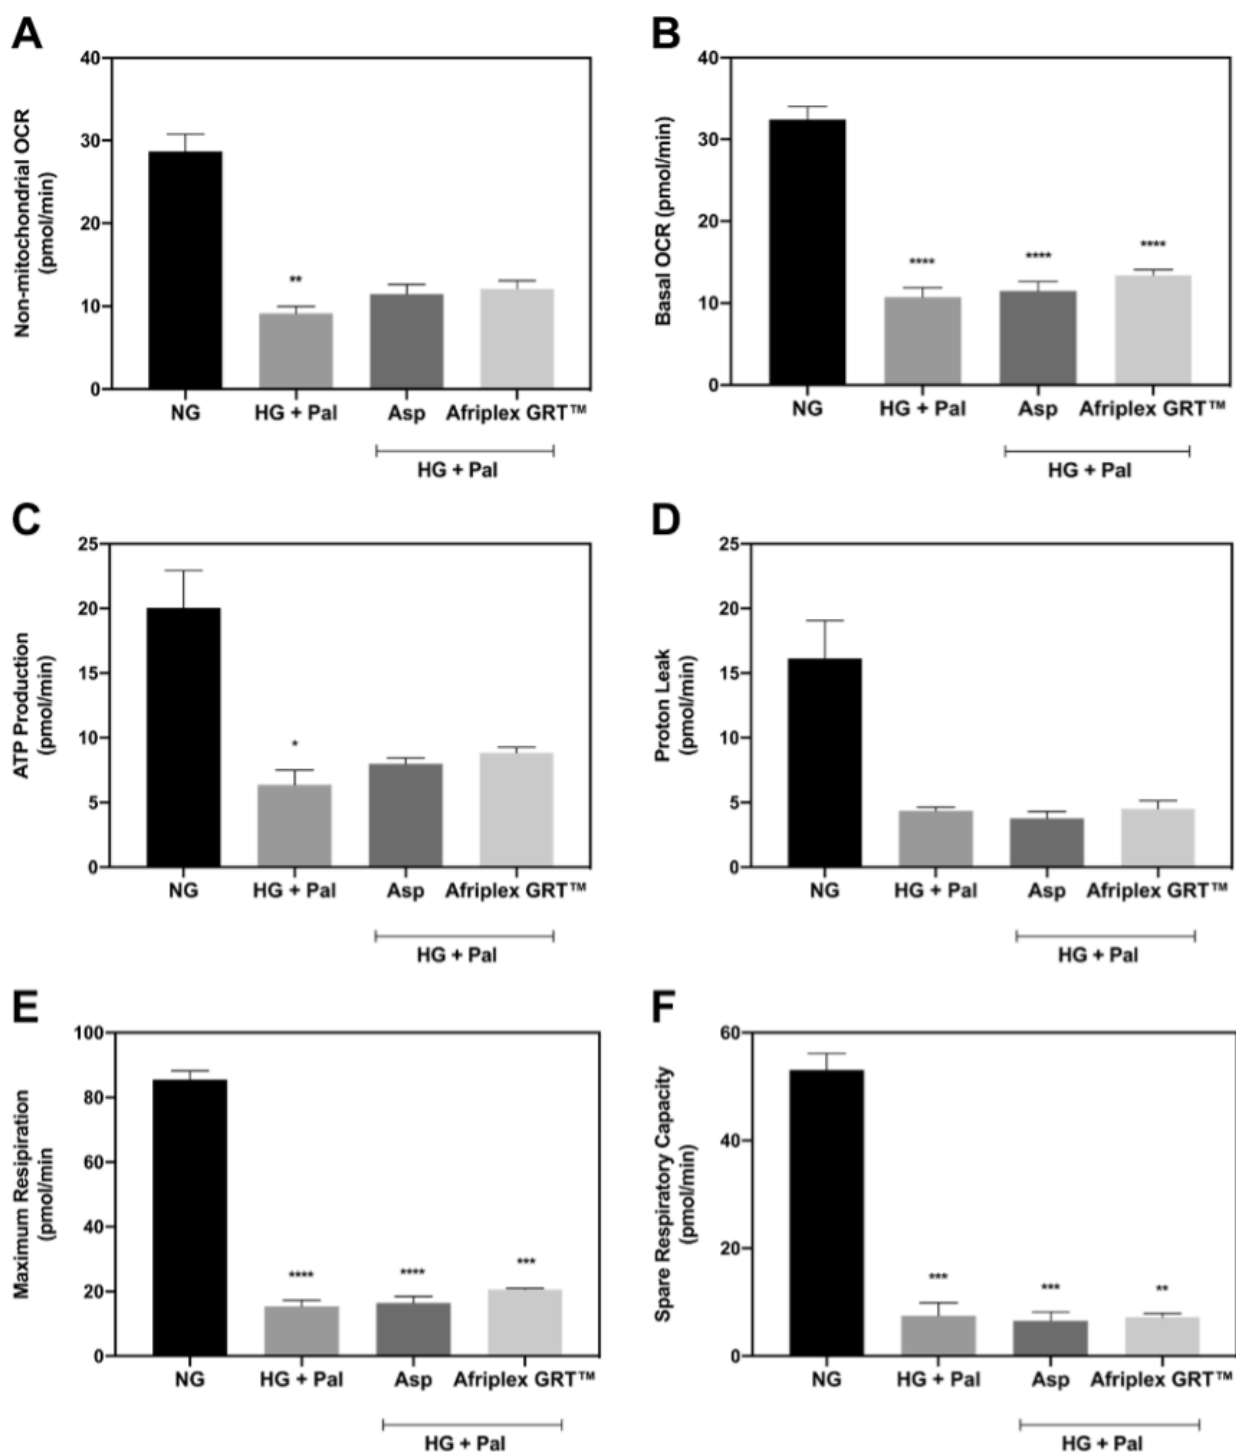 A
Non-mitochondrial OCR
(pmol/min)
40
30
20
10
0
**
NG
HG + Pal
Asp
Afriplex GRT™
HG + Pal
B
Basal OCR (pmol/min)
40
30
20
10
0
****
****
****
NG
HG + Pal
Asp
Afriplex GRT™
HG + Pal
C
ATP Production
(pmol/min)
25
20
15
10
5
0
*
NG
HG + Pal
Asp
Afriplex GRT™
HG + Pal
D
Proton Leak
(pmol/min)
25
20
15
10
5
0
NG
HG + Pal
Asp
Afriplex GRT™
HG + Pal
E
Maximum Resipiration
(pmol/min
100
80
60
40
20
0
****
****
***
NG
HG + Pal
Asp
Afriplex GRT™
HG + Pal
F
Spare Respiratory Capacity
(pmol/min)
60
40
20
0
***
***
**
NG
HG + Pal
Asp
Afriplex GRT™
HG + Pal